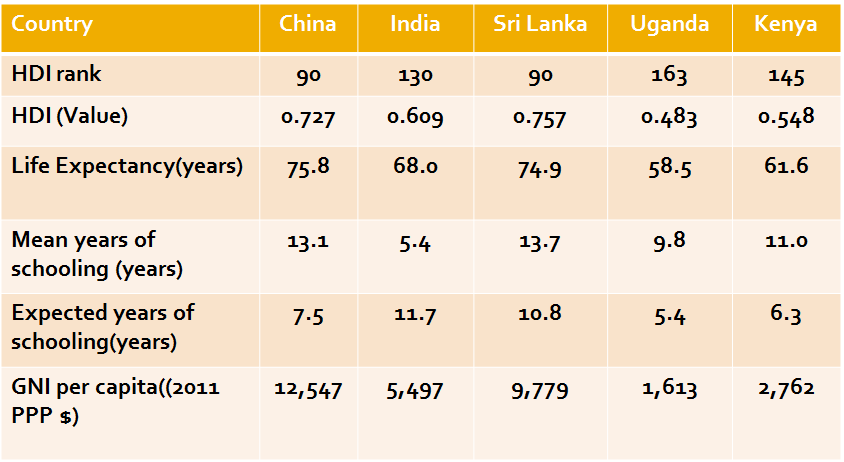 Country China India Sri Lanka Uganda Kenya
HDI rank 90 130 90 163 145
HDI (Value) 0.727 0.609 0.757 0.483 0.548
Life Expectancy(years) 75.8 68.0 74.9 58.5 61.6
Mean years of
schooling (years) 13.1 5.4 13.7 9.8 11.0
Expected years of
schooling(years) 7.5 11.7 10.8 5.4 6.3
GNI per capita((2011
PPP $) 12,547 5,497 9,779 1,613 2,762